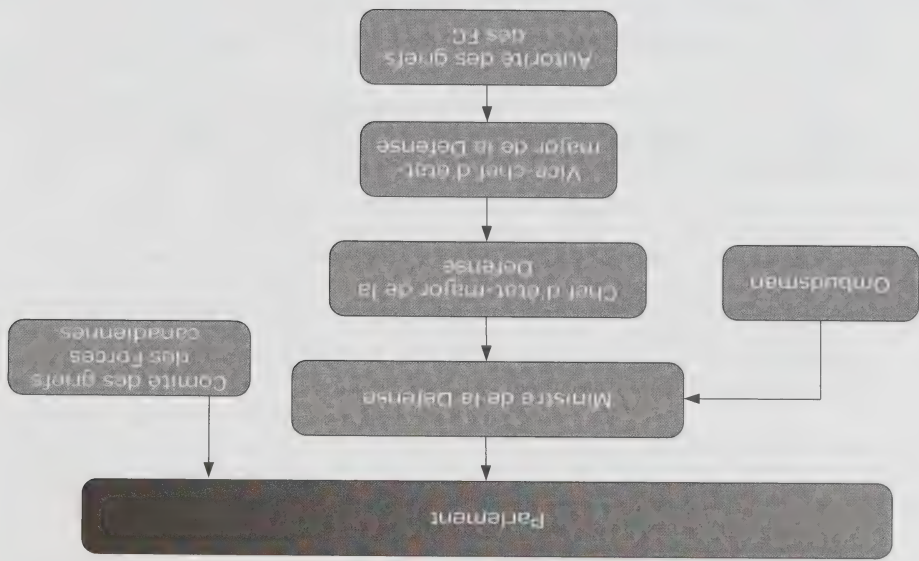 Parlement
Ministre de la Défense
Comité des griefs
des Forces
canadiennes
Ombudsman
Chef d'état-major de la
Défense
Vice-chef d'état-
major de la Défense
Autorité des griefs
des FC